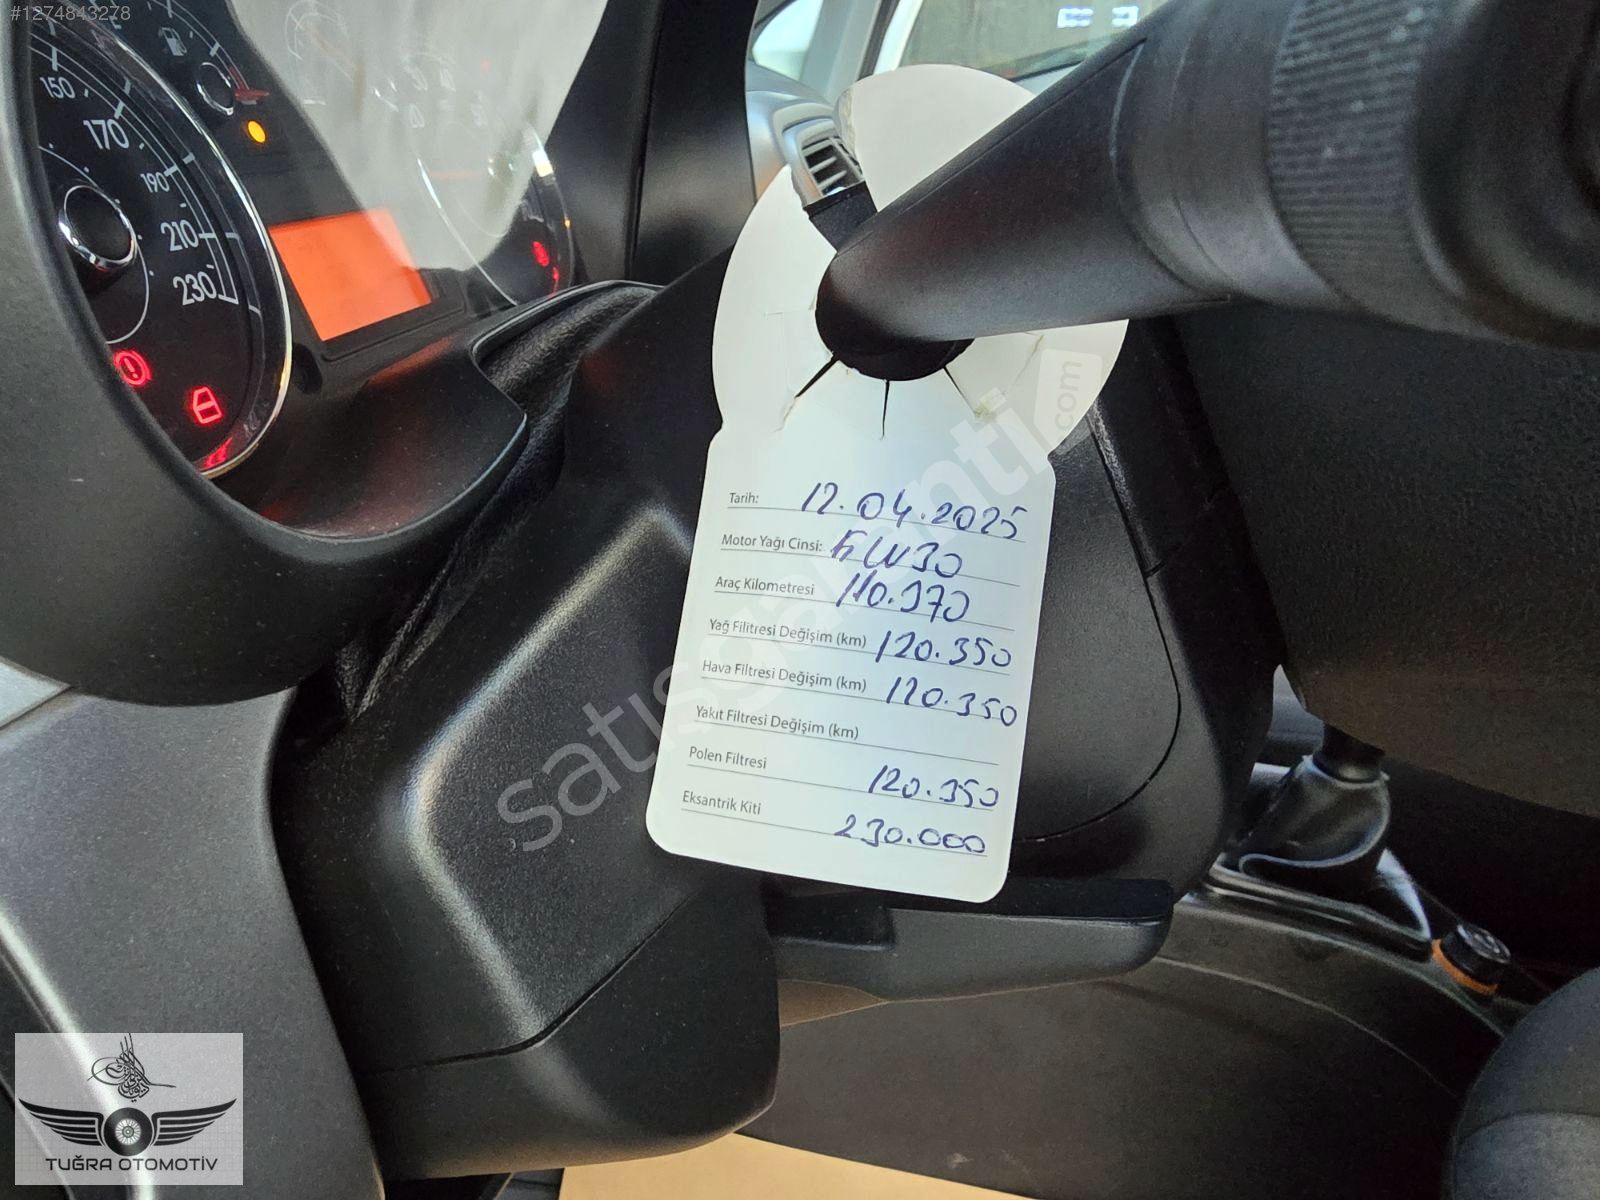 #1274843278
150
170
190
210
230
Tarih: 12.04.2025
Motor Yağı Cinsi: 5W30
Araç Kilometresi 110.370
Yağ Filitresi Değişim (km) 120.350
Hava Filtresi Değişim (km) 120.350
Yakıt Filtresi Değişim (km)
Polen Filtresi 120.350
Eksantrik Kiti 230.000
satısgaranti.com
TUĞRA OTOMOTİV